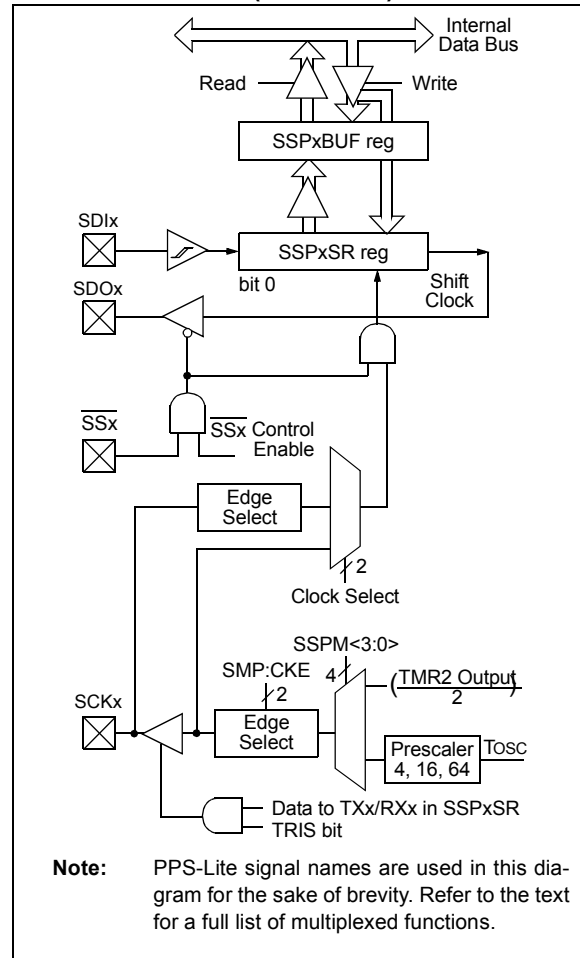 Internal
Data Bus
Read
Write
SSPxBUF reg
SDIx
SSPxSR reg
bit 0
Shift
Clock
SDOx
SSx
SSx Control
Enable
Edge
Select
2
Clock Select
SSPM<3:0>
SMP:CKE
4
(TMR2 Output)
2
2
SCKx
Edge
Select
Prescaler
4, 16, 64
TOSC
Data to TXx/RXx in SSPxSR
TRIS bit
Note: PPS-Lite signal names are used in this dia-
gram for the sake of brevity. Refer to the text
for a full list of multiplexed functions.